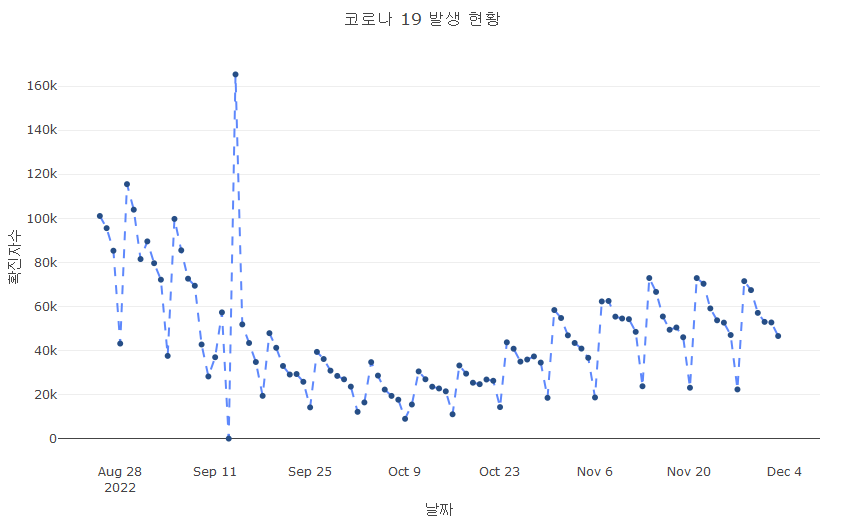 코로나 19 발생 현황
확진자수
160k
140k
120k
100k
80k
60k
40k
20k
0
Aug 28
2022
Sep 11
Sep 25
Oct 9
Oct 23
Nov 6
Nov 20
Dec 4
날짜